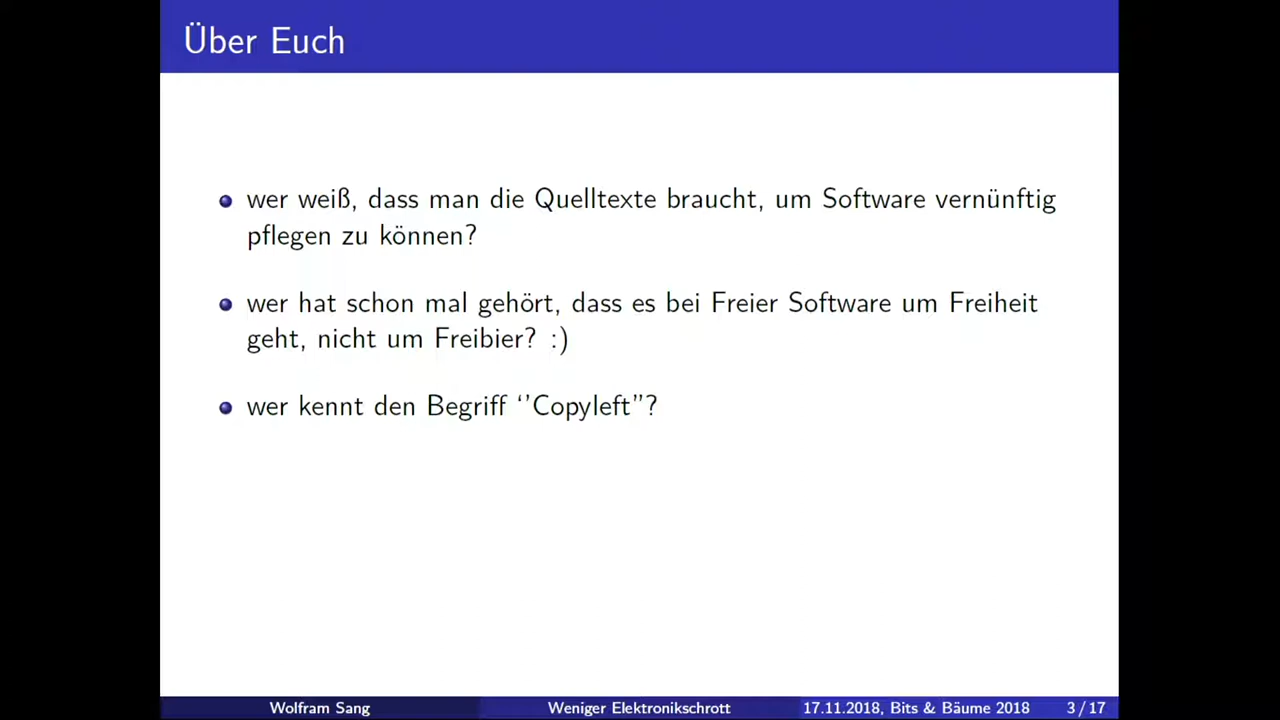 Über Euch
wer weiß, dass man die Quelltexte braucht, um Software vernünftig
pflegen zu können?
wer hat schon mal gehört, dass es bei Freier Software um Freiheit
geht, nicht um Freibier? :)
wer kennt den Begriff ‘’Copyleft”?
Wolfram Sang Weniger Elektronikschrott 17.11.2018, Bits & Bäume 2018 3 / 17